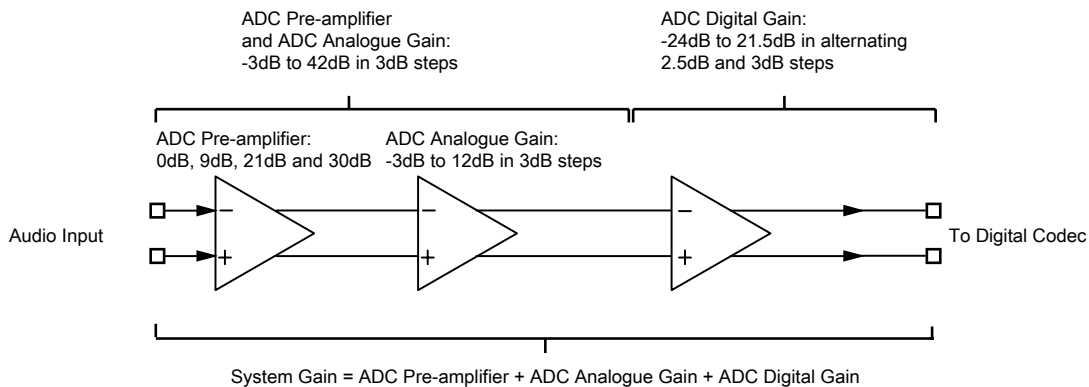 ADC Pre-amplifier
and ADC Analogue Gain:
-3dB to 42dB in 3dB steps
ADC Digital Gain:
-24dB to 21.5dB in alternating
2.5dB and 3dB steps
ADC Pre-amplifier:
0dB, 9dB, 21dB and 30dB
ADC Analogue Gain:
-3dB to 12dB in 3dB steps
Audio Input
− − −
+ + +
To Digital Codec
System Gain = ADC Pre-amplifier + ADC Analogue Gain + ADC Digital Gain